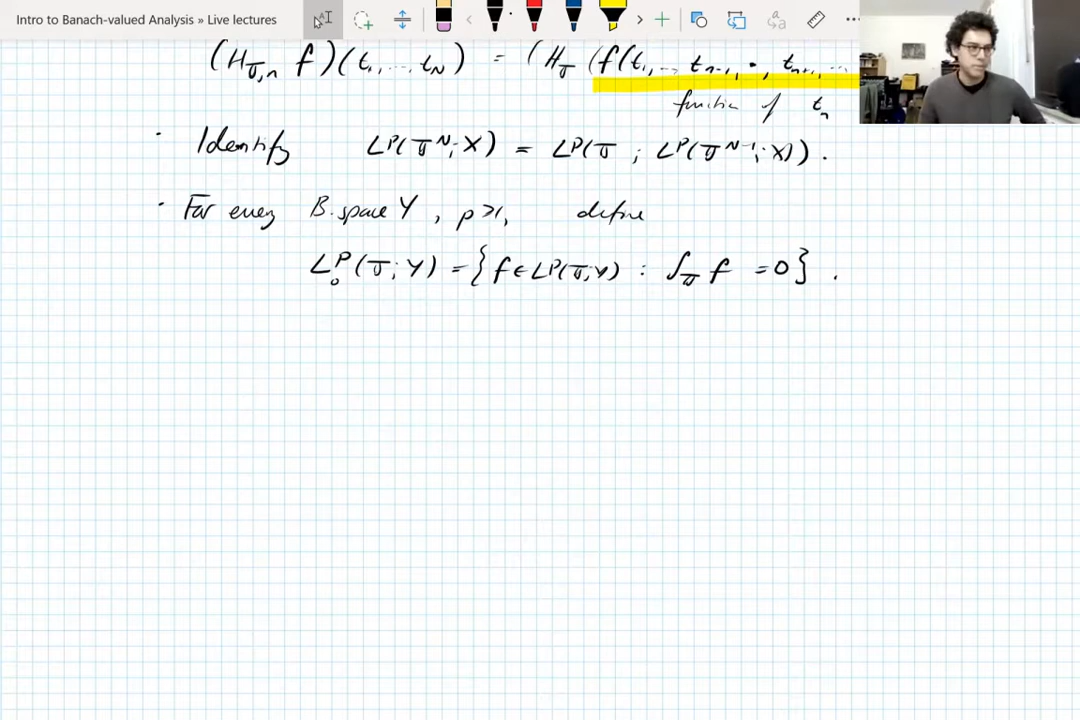 Intro to Banach-valued Analysis » Live lectures
(H_{𝕋,n} f)(t_1, ..., t_N) = (H_𝕋 (f(t_1, .., t_{n-1}, •, t_{n+1}, ...
function of t_n
· Identify L^p(𝕋^N; X) = L^p(𝕋; L^p(𝕋^{N-1}; X)).
· For every B. space Y, p≥1, define
L^p_0(𝕋; Y) = {f ∈ L^p(𝕋; Y) : ∫_𝕋 f = 0}.